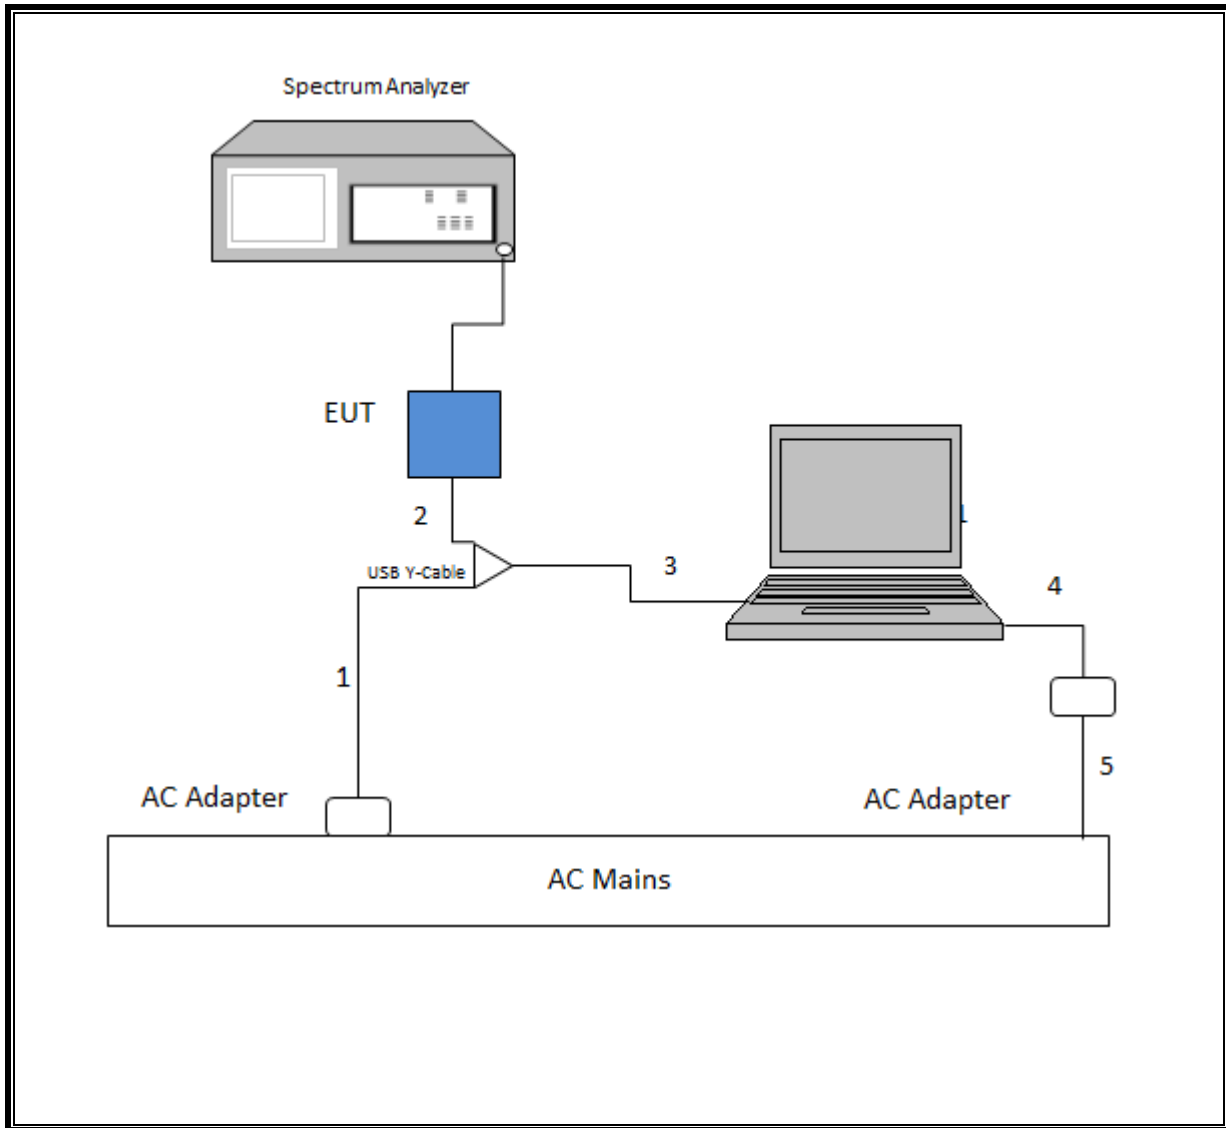 Spectrum Analyzer
EUT
2
USB Y-Cable
3
4
1
5
AC Adapter
AC Adapter
AC Mains